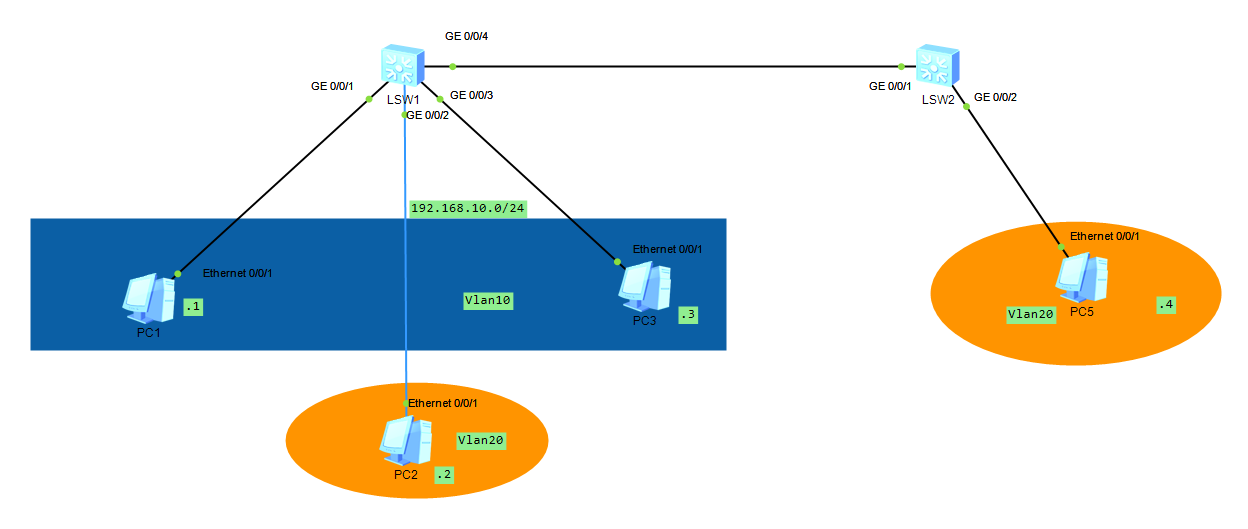 GE 0/0/4
GE 0/0/1
LSW1
GE 0/0/3
GE 0/0/2
GE 0/0/1
LSW2
GE 0/0/2
192.168.10.0/24
Ethernet 0/0/1
.1
PC1
Vlan10
Ethernet 0/0/1
.3
PC3
Ethernet 0/0/1
Vlan20
PC5
.4
Ethernet 0/0/1
Vlan20
PC2
.2